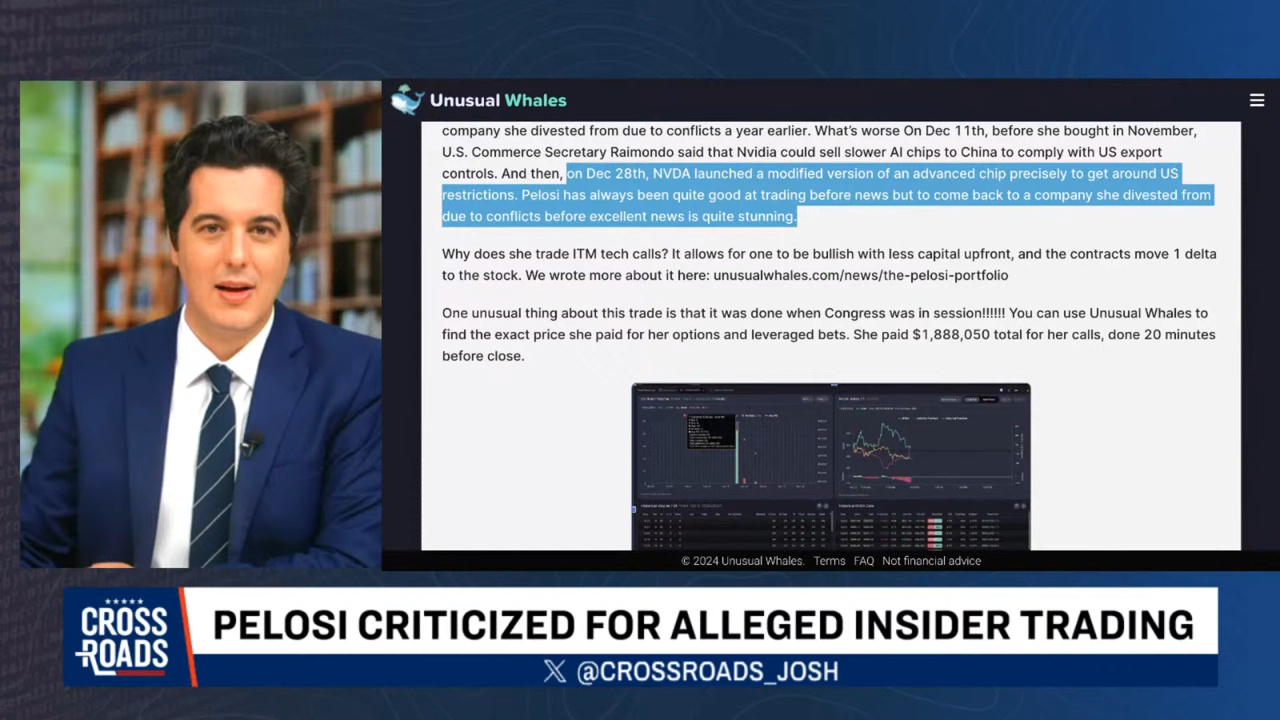 Unusual Whales
company she divested from due to conflicts a year earlier. What's worse On Dec 11th, before she bought in November,
U.S. Commerce Secretary Raimondo said that Nvidia could sell slower AI chips to China to comply with US export
controls. And then, on Dec 28th, NVDA launched a modified version of an advanced chip precisely to get around US
restrictions. Pelosi has always been quite good at trading before news but to come back to a company she divested from
due to conflicts before excellent news is quite stunning.
Why does she trade ITM tech calls? It allows for one to be bullish with less capital upfront, and the contracts move 1 delta
to the stock. We wrote more about it here: unusualwhales.com/news/the-pelosi-portfolio
One unusual thing about this trade is that it was done when Congress was in session!!!!!! You can use Unusual Whales to
find the exact price she paid for her options and leveraged bets. She paid $1,888,050 total for her calls, done 20 minutes
before close.
© 2024 Unusual Whales. Terms FAQ Not financial advice
CROSS
ROADS
PELOSI CRITICIZED FOR ALLEGED INSIDER TRADING
X @CROSSROADS_JOSH